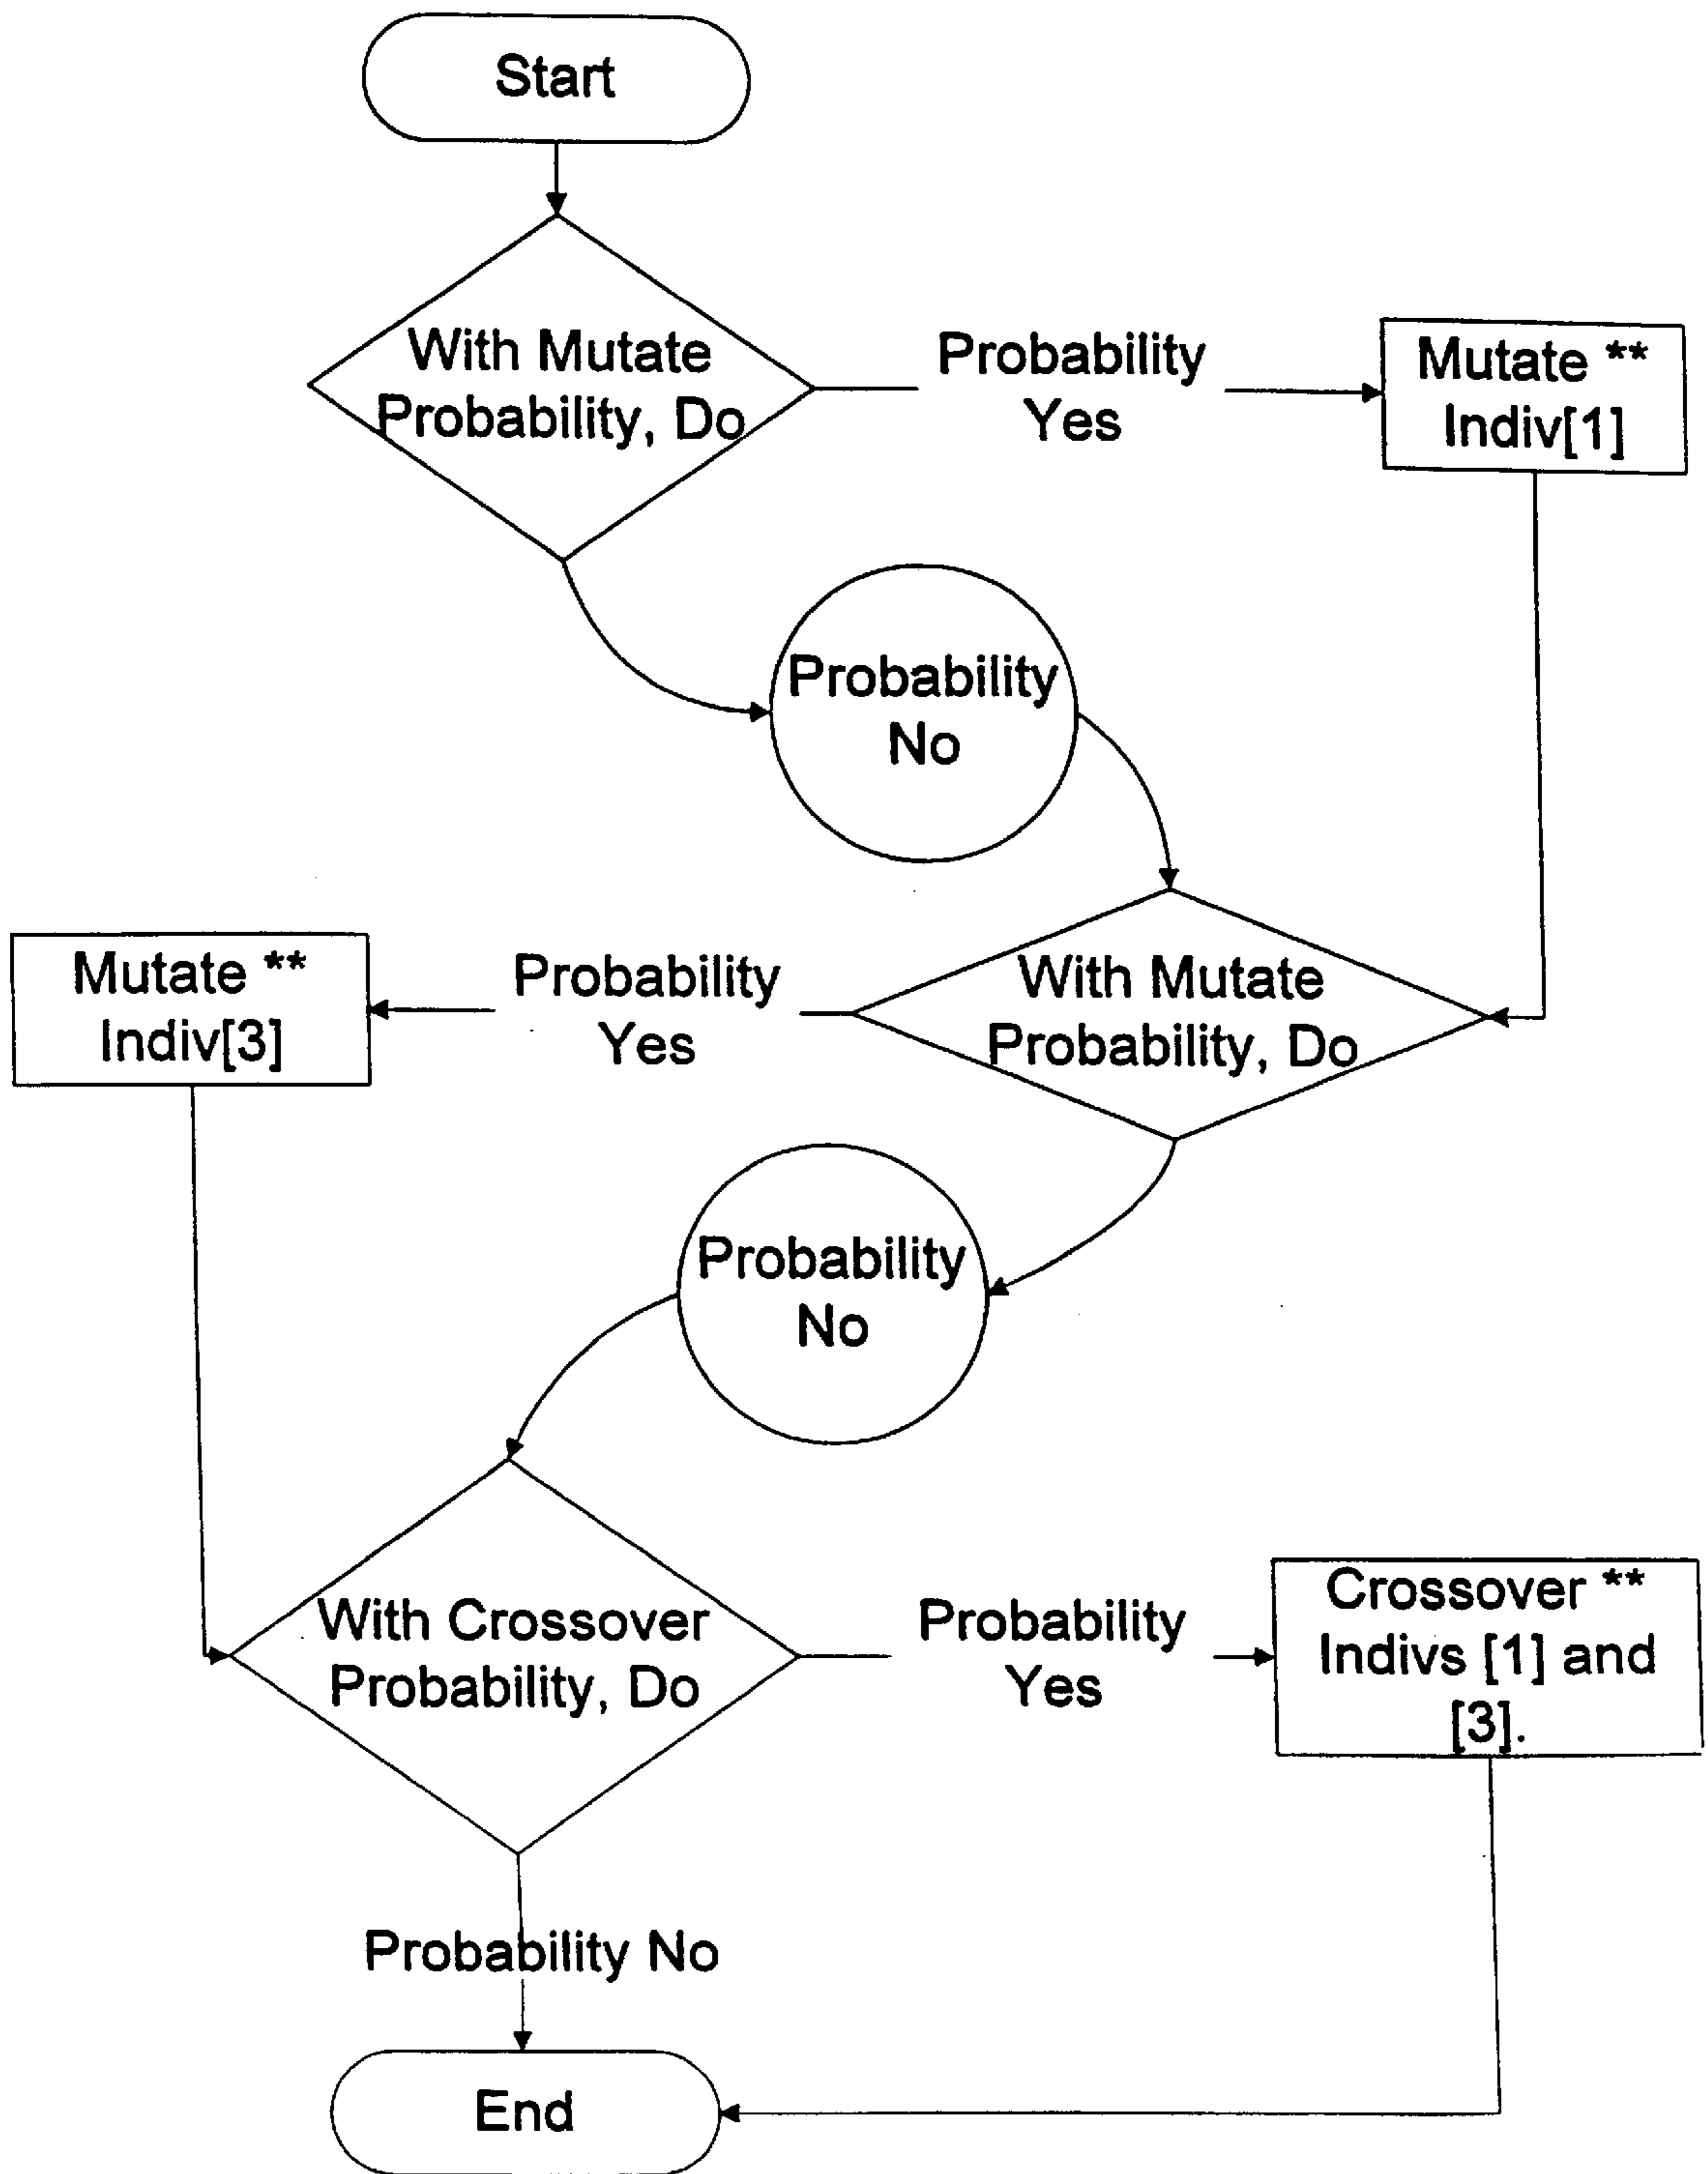 Start
With Mutate
Probability, Do
Probability
Yes
Mutate **
Indiv[1]
Probability
No
Mutate **
Indiv[3]
Probability
Yes
With Mutate
Probability, Do
Probability
No
With Crossover
Probability, Do
Probability
Yes
Crossover **
Indivs [1] and
[3].
Probability No
End